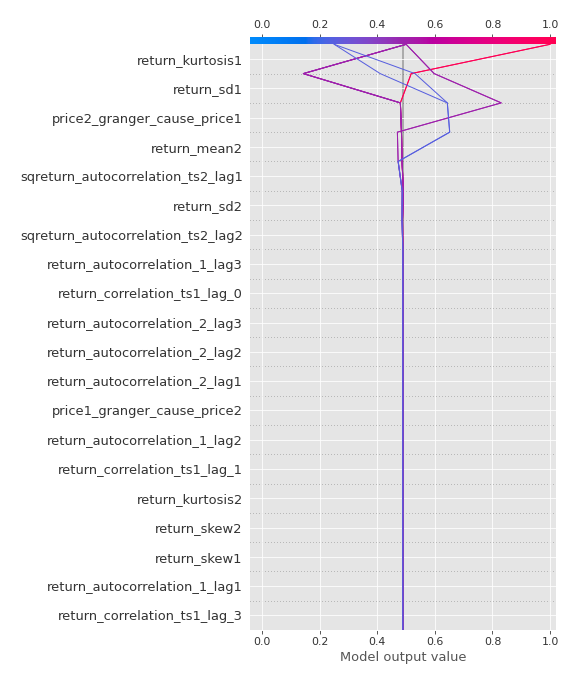 0.0 0.2 0.4 0.6 0.8 1.0
return_kurtosis1
return_sd1
price2_granger_cause_price1
return_mean2
sqreturn_autocorrelation_ts2_lag1
return_sd2
sqreturn_autocorrelation_ts2_lag2
return_autocorrelation_1_lag3
return_correlation_ts1_lag_0
return_autocorrelation_2_lag3
return_autocorrelation_2_lag2
return_autocorrelation_2_lag1
price1_granger_cause_price2
return_autocorrelation_1_lag2
return_correlation_ts1_lag_1
return_kurtosis2
return_skew2
return_skew1
return_autocorrelation_1_lag1
return_correlation_ts1_lag_3
0.0 0.2 0.4 0.6 0.8 1.0
Model output value